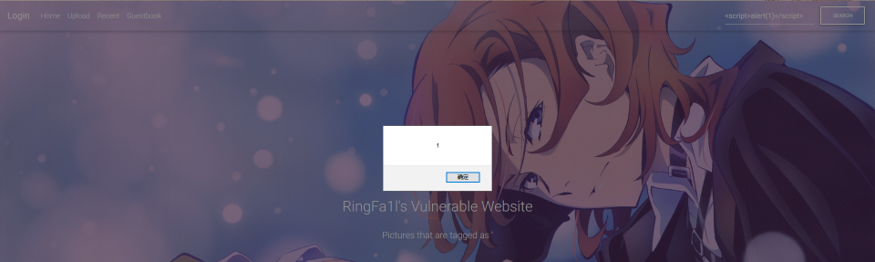 Login Home Upload Recent Guestbook <script>alert(1)</script> SEARCH
1
确定
RingFa1l's Vulnerable Website
Pictures that are tagged as '